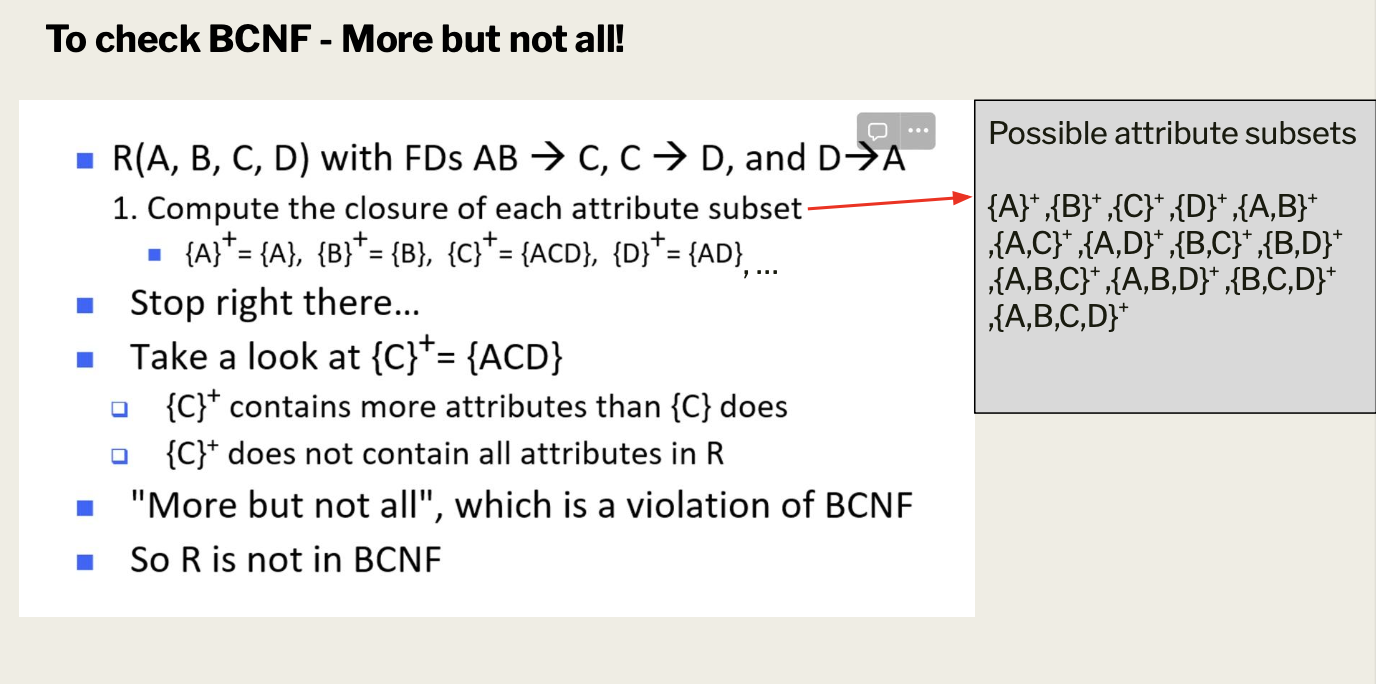 To check BCNF - More but not all!
R(A, B, C, D) with FDs AB → C, C → D, and D→A
1. Compute the closure of each attribute subset
{A}⁺= {A}, {B}⁺= {B}, {C}⁺= {ACD}, {D}⁺= {AD}, ...
Stop right there...
Take a look at {C}⁺= {ACD}
{C}⁺ contains more attributes than {C} does
{C}⁺ does not contain all attributes in R
"More but not all", which is a violation of BCNF
So R is not in BCNF
Possible attribute subsets
{A}⁺ ,{B}⁺ ,{C}⁺ ,{D}⁺ ,{A,B}⁺
,{A,C}⁺ ,{A,D}⁺ ,{B,C}⁺ ,{B,D}⁺
,{A,B,C}⁺ ,{A,B,D}⁺ ,{B,C,D}⁺
,{A,B,C,D}⁺